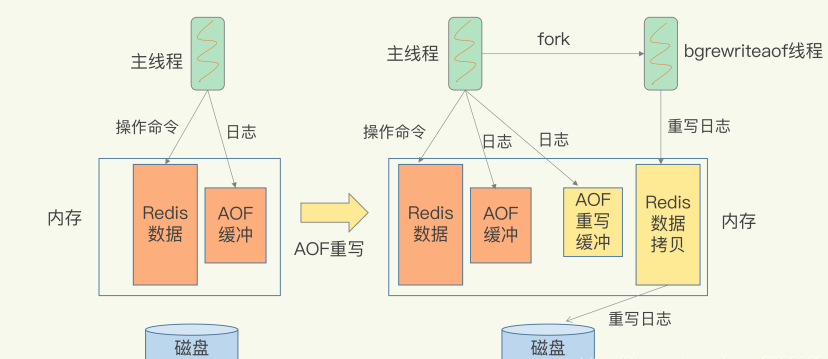 主线程
操作命令
日志
内存
Redis
数据
AOF
缓冲
磁盘
AOF重写
主线程
fork
bgrewriteaof线程
操作命令
日志
日志
重写日志
Redis
数据
AOF
缓冲
AOF
重写
缓冲
Redis
数据
拷贝
内存
重写日志
磁盘